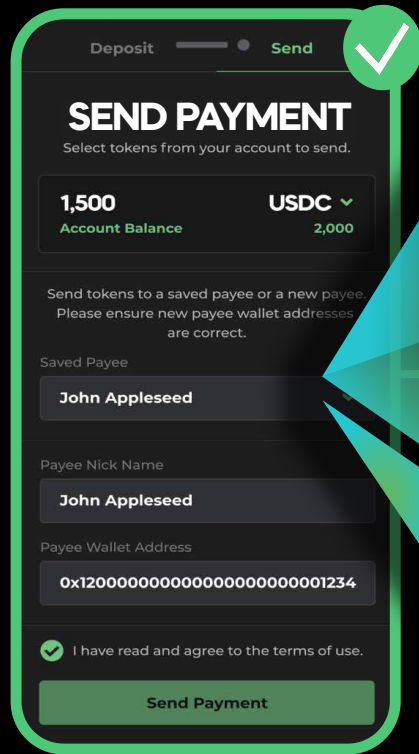 Deposit Send
SEND PAYMENT
Select tokens from your account to send.
1,500 USDC
Account Balance 2,000
Send tokens to a saved payee or a new payee.
Please ensure new payee wallet addresses
are correct.
Saved Payee
John Appleseed
Payee Nick Name
John Appleseed
Payee Wallet Address
0x1200000000000000000000001234
I have read and agree to the terms of use.
Send Payment